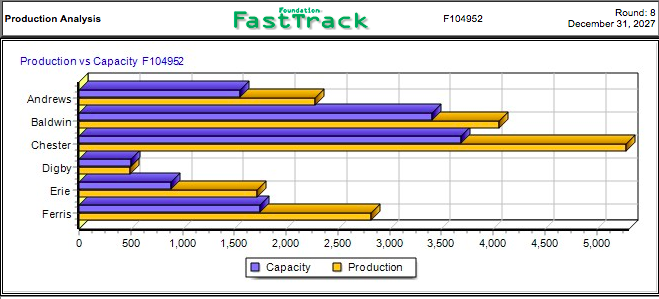 Production Analysis
Foundation
FastTrack
F104952
Round: 8
December 31, 2027
Production vs Capacity F104952
Andrews
Baldwin
Chester
Digby
Erie
Ferris
0 500 1,000 1,500 2,000 2,500 3,000 3,500 4,000 4,500 5,000
Capacity Production